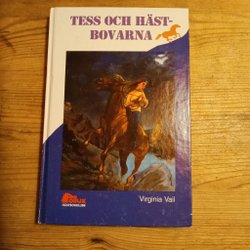 TESS OCH HÄST-
BOVARNA
Virginia Vail